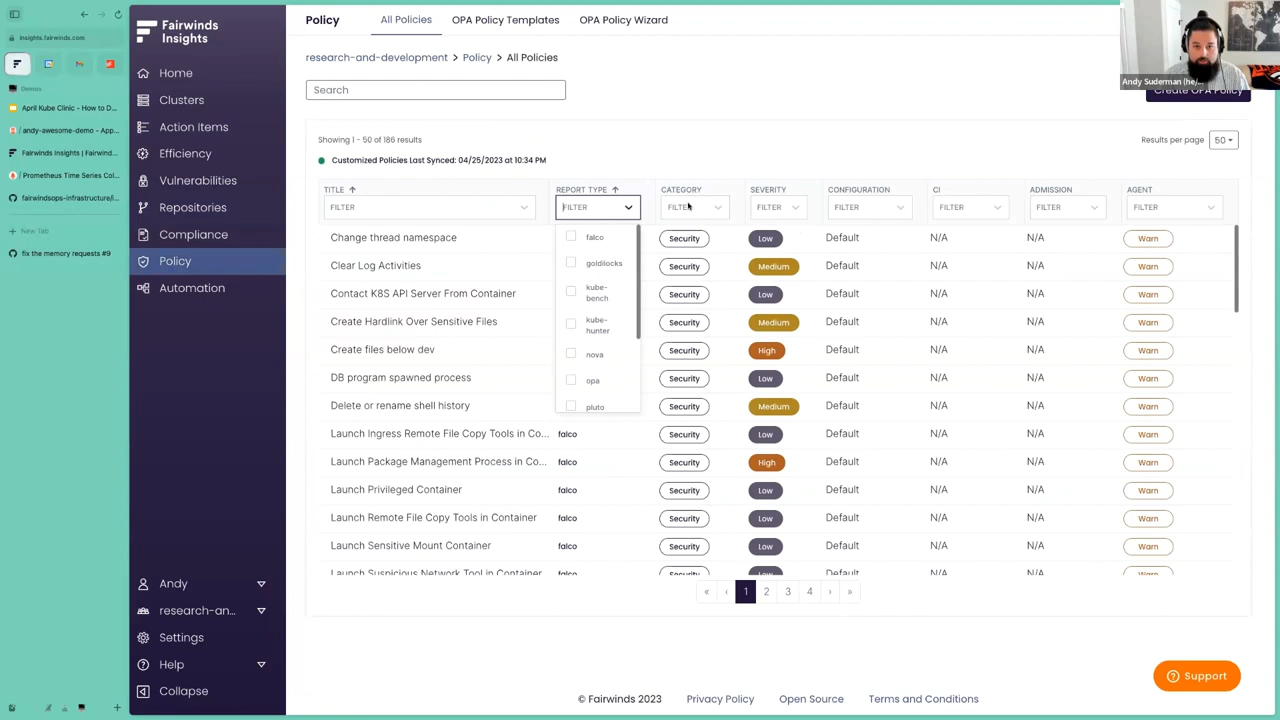 insights.fairwinds.com
Demos
April Kube Clinic - How to D...
/ andy-awesome-demo - App...
Fairwinds Insights | Fairwind...
Prometheus Time Series Col...
fairwindsops-infrastructure/i...
New Tab
fix the memory requests #9
Fairwinds
Insights
Home
Clusters
Action Items
Efficiency
Vulnerabilities
Repositories
Compliance
Policy
Automation
Andy
research-an...
Settings
Help
Collapse
Policy
All Policies
OPA Policy Templates
OPA Policy Wizard
research-and-development > Policy > All Policies
Search
Andy Suderman (he/...
Create OPA Policy
Showing 1 - 50 of 186 results
Results per page 50
Customized Policies Last Synced: 04/25/2023 at 10:34 PM
TITLE REPORT TYPE CATEGORY SEVERITY CONFIGURATION CI ADMISSION AGENT
FILTER FILTER FILTER FILTER FILTER FILTER FILTER FILTER
falco
goldilocks
kube-
bench
kube-
hunter
nova
opa
pluto
Change thread namespace Security Low Default N/A N/A Warn
Clear Log Activities Security Medium Default N/A N/A Warn
Contact K8S API Server From Container Security Low Default N/A N/A Warn
Create Hardlink Over Sensitive Files Security Medium Default N/A N/A Warn
Create files below dev Security High Default N/A N/A Warn
DB program spawned process Security Low Default N/A N/A Warn
Delete or rename shell history Security Medium Default N/A N/A Warn
Launch Ingress Remote File Copy Tools in Co... falco Security Low Default N/A N/A Warn
Launch Package Management Process in Co... falco Security High Default N/A N/A Warn
Launch Privileged Container falco Security Low Default N/A N/A Warn
Launch Remote File Copy Tools in Container falco Security Low Default N/A N/A Warn
Launch Sensitive Mount Container falco Security Low Default N/A N/A Warn
Launch Suspicious Network Tool in Container falco Security Low Default N/A N/A Warn
« ‹ 1 2 3 4 › »
Support
© Fairwinds 2023 Privacy Policy Open Source Terms and Conditions